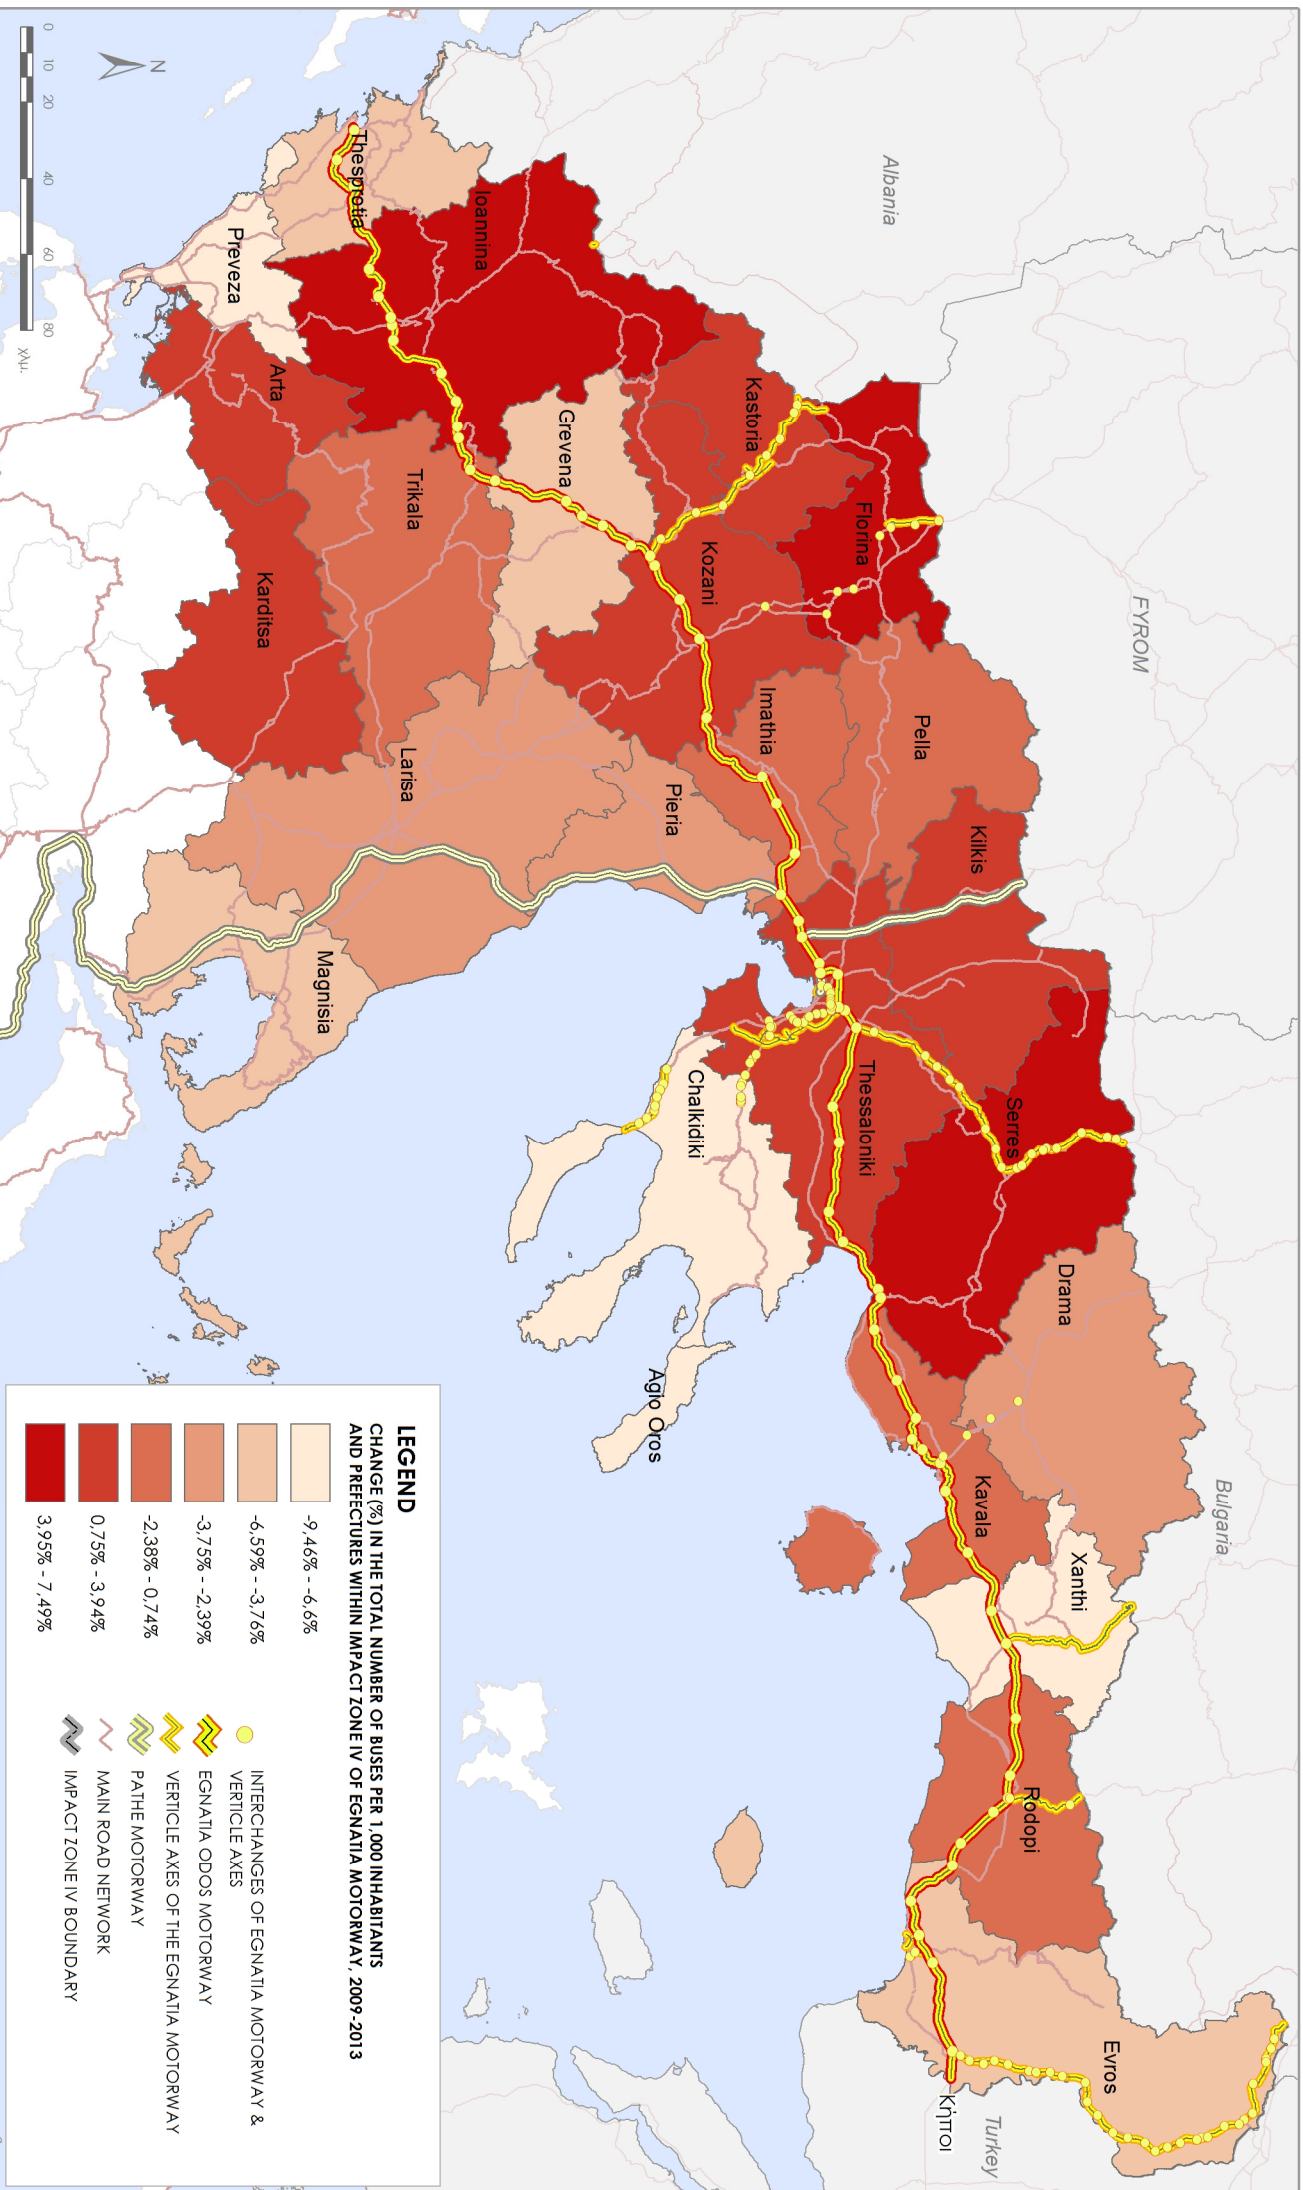 Albania
FYROM
Bulgaria
Turkey
Thesprotia
Ioannina
Preveza
Arta
Grevena
Trikala
Karditsa
Kastoria
Florina
Kozani
Imathia
Pella
Larisa
Pieria
Kilkis
Magnisia
Thessaloniki
Chalkidiki
Serres
Agio Oros
Drama
Kavala
Xanthi
Rodopi
Evros
Κήποι
N
0 10 20 40 60 80
χλμ.
LEGEND
CHANGE (%) IN THE TOTAL NUMBER OF BUSES PER 1,000 INHABITANTS
AND PREFECTURES WITHIN IMPACT ZONE IV OF EGNATIA MOTORWAY, 2009-2013
-9,46% - -6,6%
-6,59% - -3,76%
-3,75% - -2,39%
-2,38% - 0,74%
0,75% - 3,94%
3,95% - 7,49%
INTERCHANGES OF EGNATIA MOTORWAY &
VERTICLE AXES
EGNATIA ODOS MOTORWAY
VERTICLE AXES OF THE EGNATIA MOTORWAY
PATHE MOTORWAY
MAIN ROAD NETWORK
IMPACT ZONE IV BOUNDARY